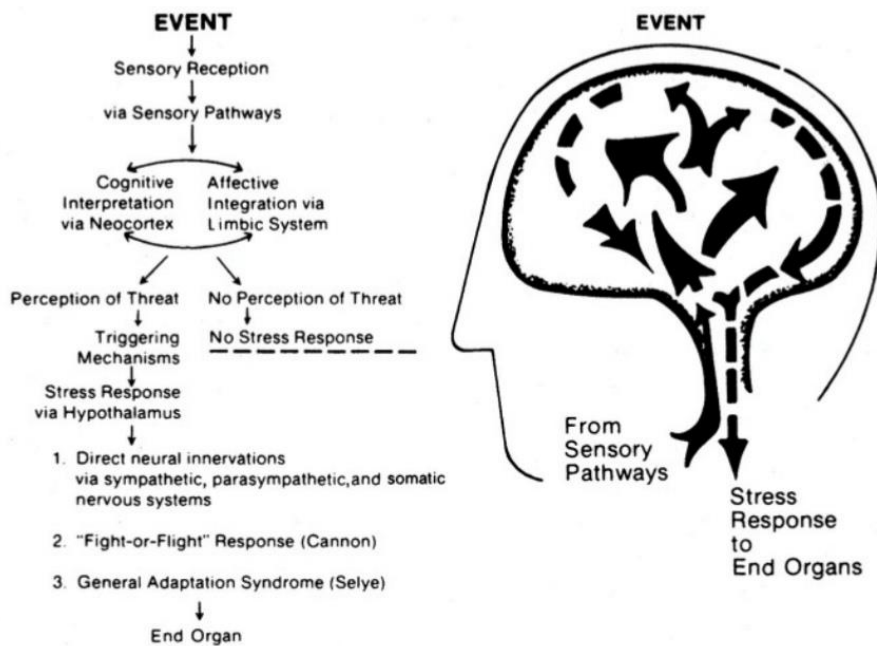 EVENT
Sensory Reception
via Sensory Pathways
Cognitive
Interpretation
via Neocortex
Affective
Integration via
Limbic System
Perception of Threat
No Perception of Threat
Triggering
Mechanisms
No Stress Response
Stress Response
via Hypothalamus
1. Direct neural innervations
via sympathetic, parasympathetic,and somatic
nervous systems
2. "Fight-or-Flight" Response (Cannon)
3. General Adaptation Syndrome (Selye)
End Organ
EVENT
From
Sensory
Pathways
Stress
Response
to
End Organs